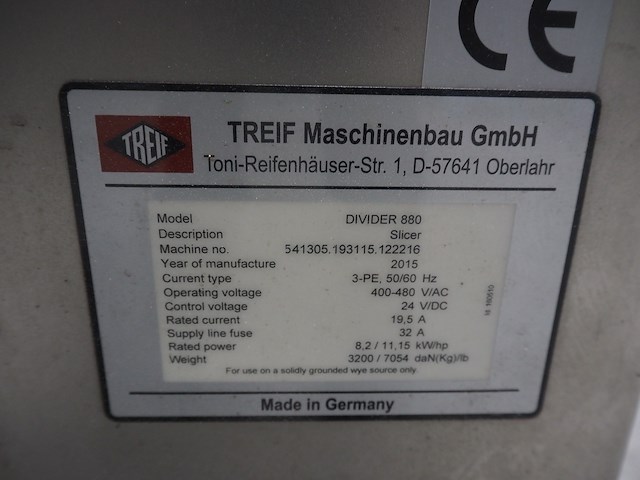 CE
TREIF
TREIF Maschinenbau GmbH
Toni-Reifenhäuser-Str. 1, D-57641 Oberlahr
Model DIVIDER 880
Description Slicer
Machine no. 541305.193115.122216
Year of manufacture 2015
Current type 3-PE, 50/60 Hz
Operating voltage 400-480 V/AC
Control voltage 24 V/DC
Rated current 19,5 A
Supply line fuse 32 A
Rated power 8,2 / 11,15 kW/hp
Weight 3200 / 7054 daN(Kg)/lb
For use on a solidly grounded wye source only
Made in Germany